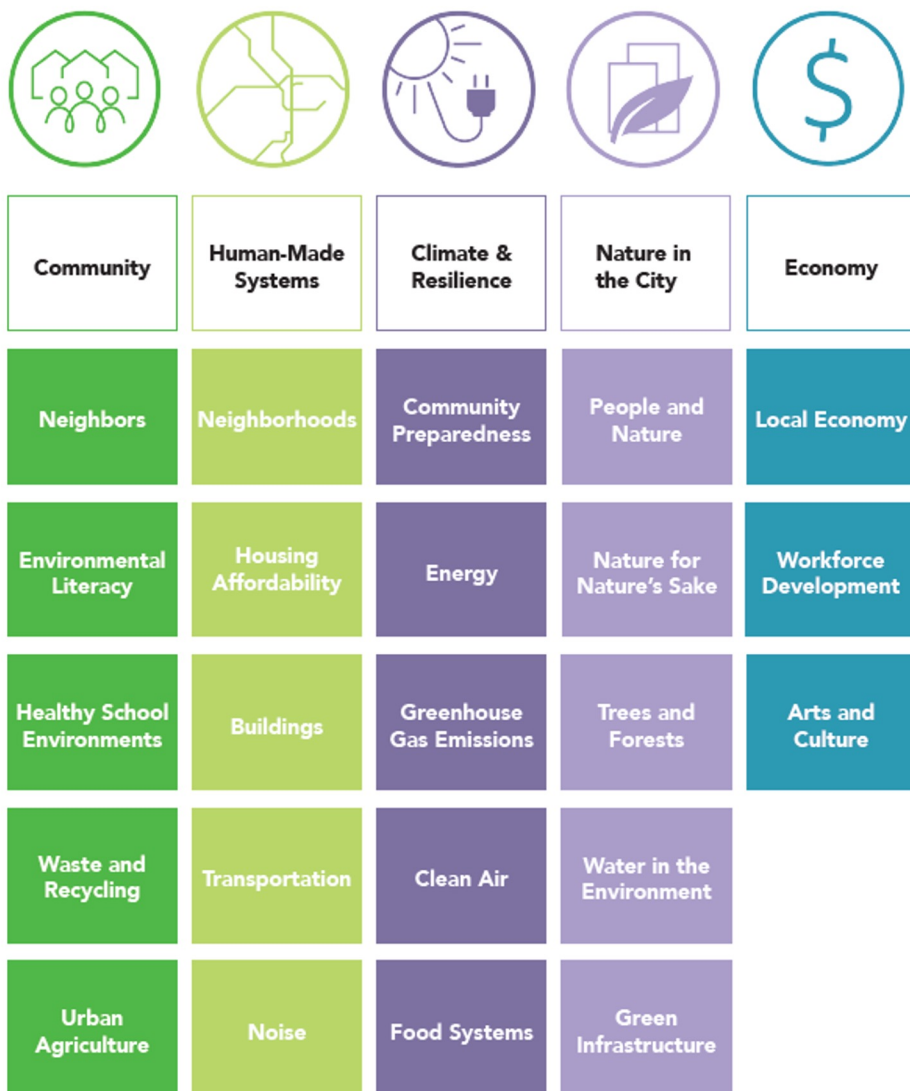 $
Community
Human-Made
Systems
Climate &
Resilience
Nature in
the City
Economy
Neighbors
Neighborhoods
Community
Preparedness
People and
Nature
Local Economy
Environmental
Literacy
Housing
Affordability
Energy
Nature for
Nature’s Sake
Workforce
Development
Healthy School
Environments
Buildings
Greenhouse
Gas Emissions
Trees and
Forests
Arts and
Culture
Waste and
Recycling
Transportation
Clean Air
Water in the
Environment
Urban
Agriculture
Noise
Food Systems
Green
Infrastructure